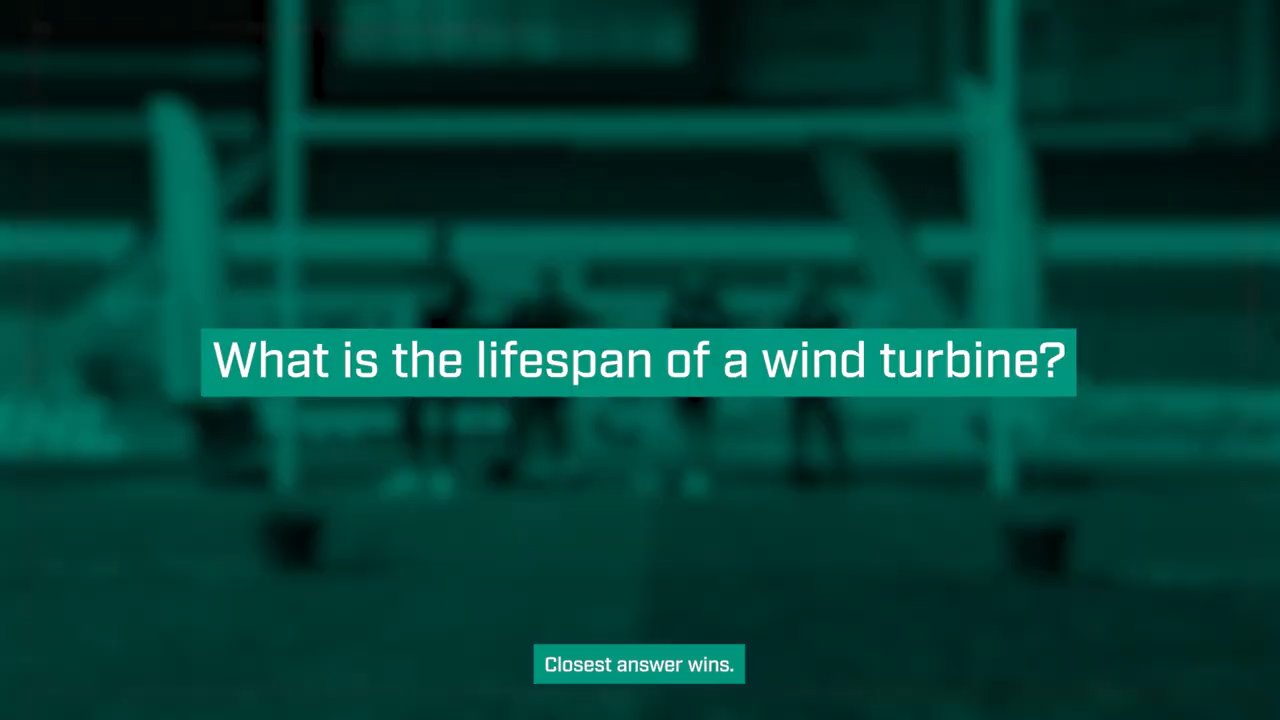 What is the lifespan of a wind turbine?
Closest answer wins.